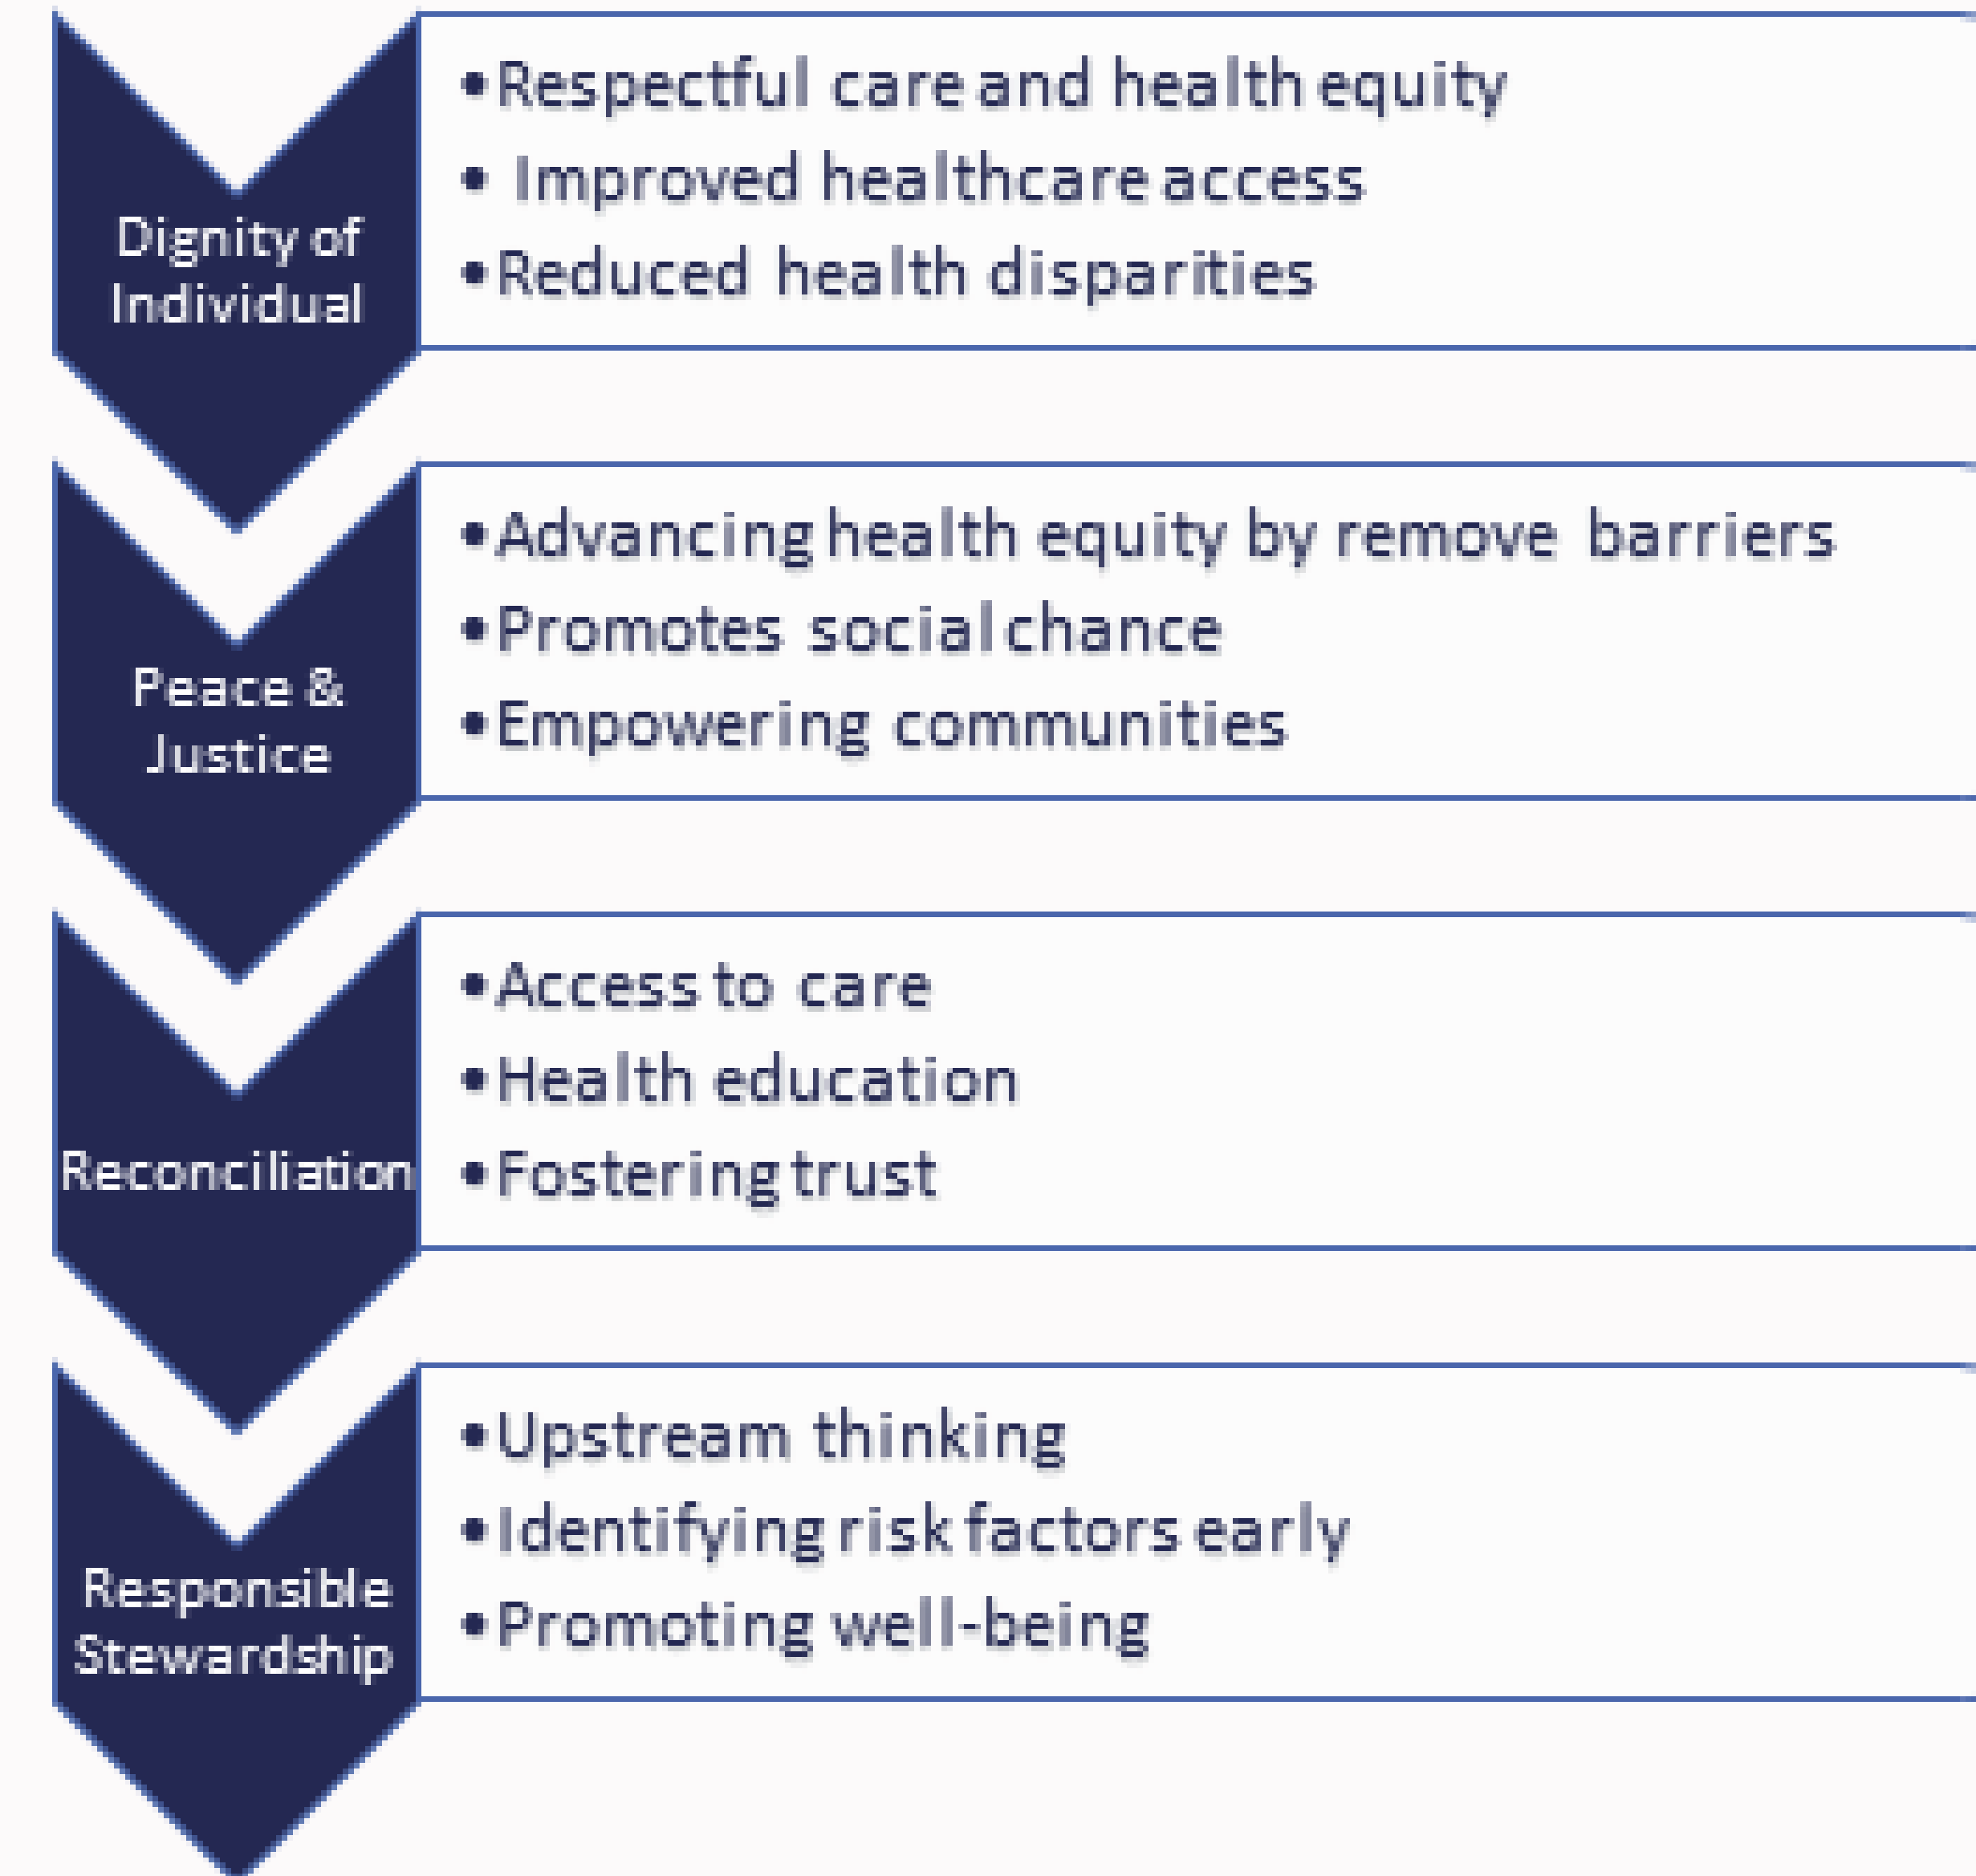 Dignity of
Individual
•Respectful care and health equity
• Improved healthcare access
•Reduced health disparities
Peace &
Justice
•Advancing health equity by remove barriers
•Promotes social chance
•Empowering communities
Reconciliation
•Access to care
•Health education
•Fostering trust
Responsible
Stewardship
•Upstream thinking
•Identifying risk factors early
•Promoting well-being